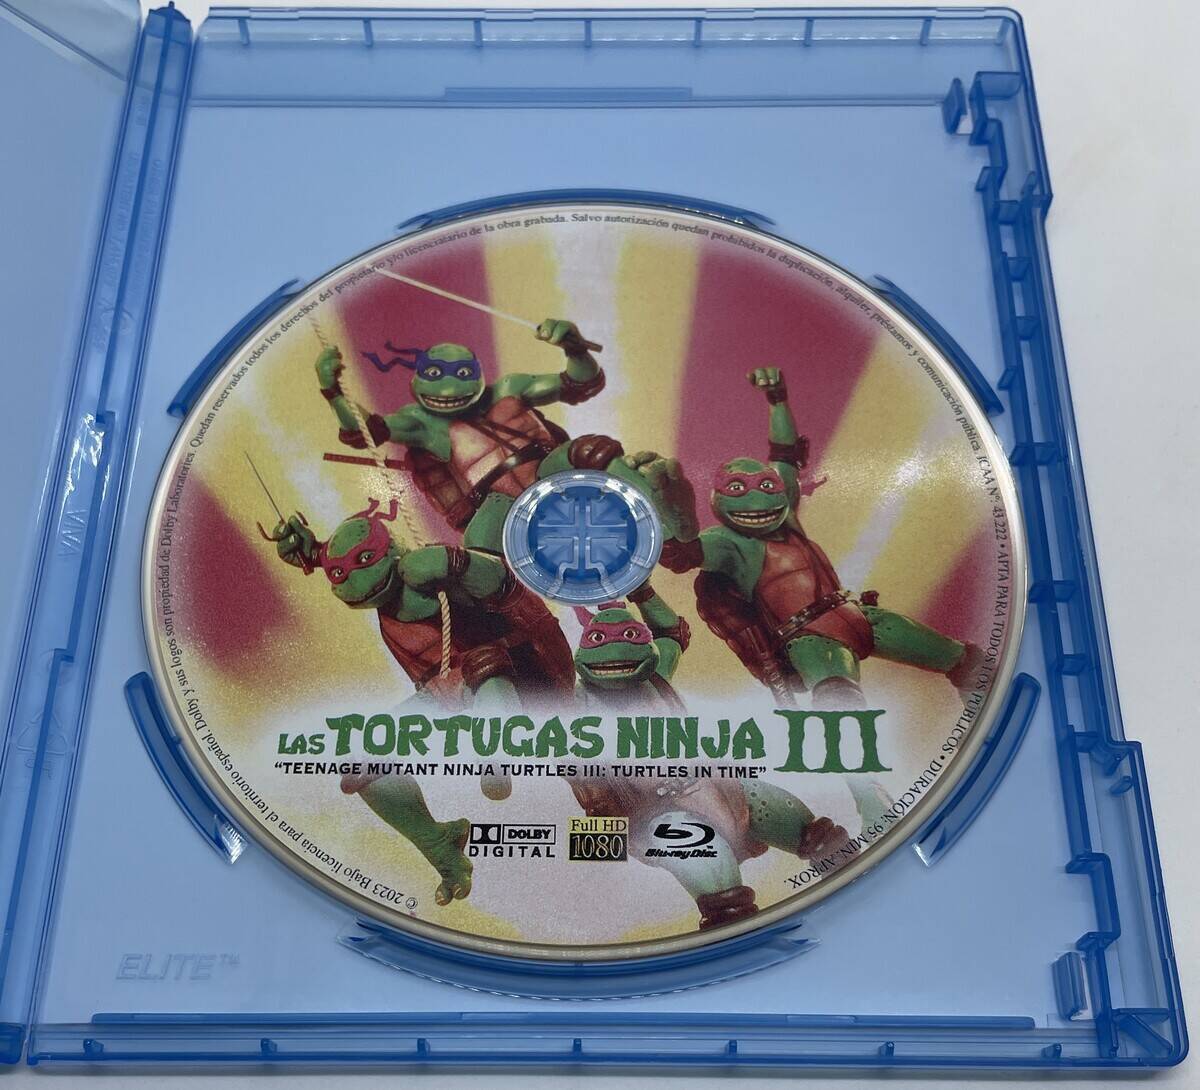 LAS TORTUGAS NINJA III
"TEENAGE MUTANT NINJA TURTLES III: TURTLES IN TIME"
DOLBY
DIGITAL
Full HD
1080
Blu-ray Disc™
© 2023 Bajo licencia para el territorio español. Dolby y sus logos son propiedad de Dolby Laboratories. Quedan reservados todos los derechos del propietario y/o licenciatario de la obra grabada. Salvo autorización quedan prohibidos la duplicación, alquiler, préstamos y comunicación pública. ICAA Nº. 43.222 • APTA PARA TODOS LOS PÚBLICOS • DURACIÓN: 95 MIN. APROX.
ELITE™
VIVA